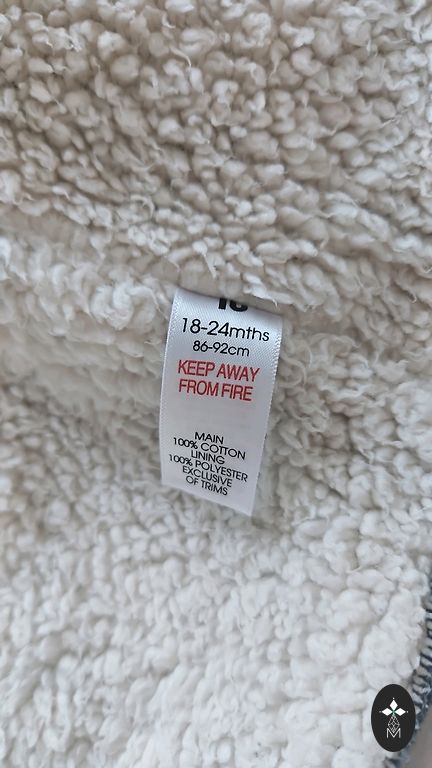 18-24mths
86-92cm
KEEP AWAY
FROM FIRE
MAIN
100% COTTON
LINING
100% POLYESTER
EXCLUSIVE
OF TRIMS
M